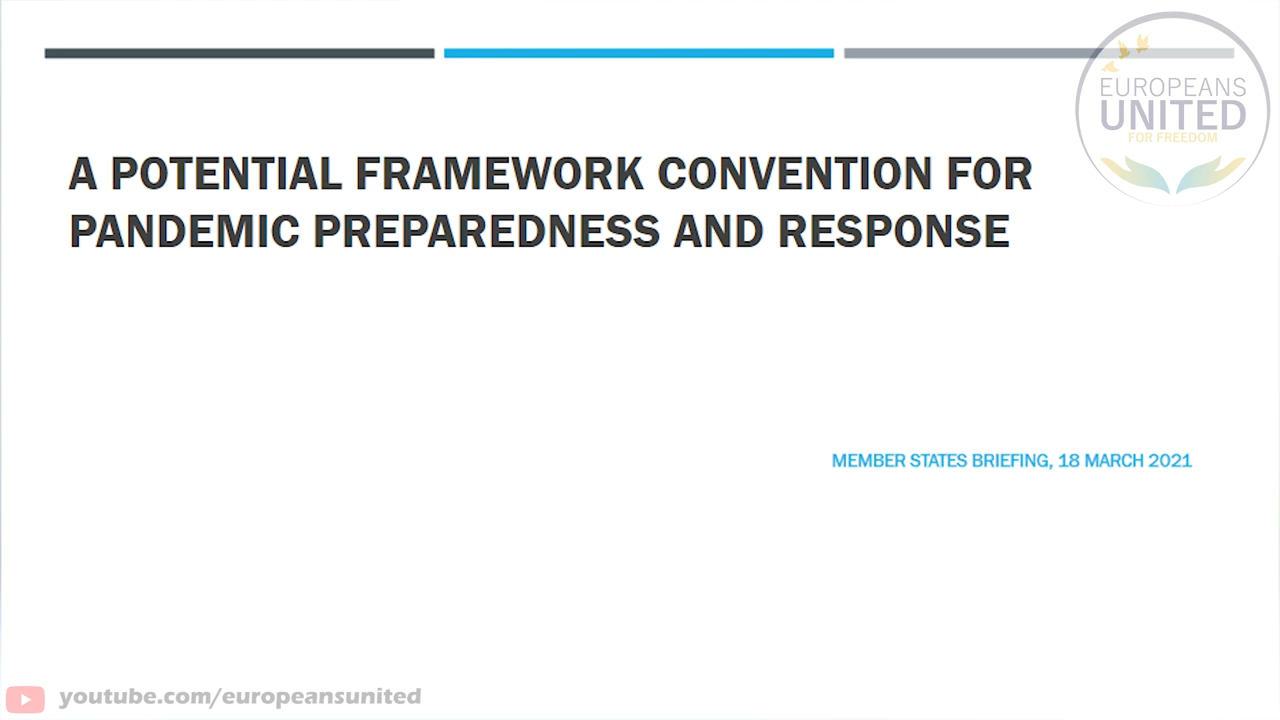 EUROPEANS
UNITED
FOR FREEDOM
A POTENTIAL FRAMEWORK CONVENTION FOR
PANDEMIC PREPAREDNESS AND RESPONSE
MEMBER STATES BRIEFING, 18 MARCH 2021
youtube.com/europeansunited